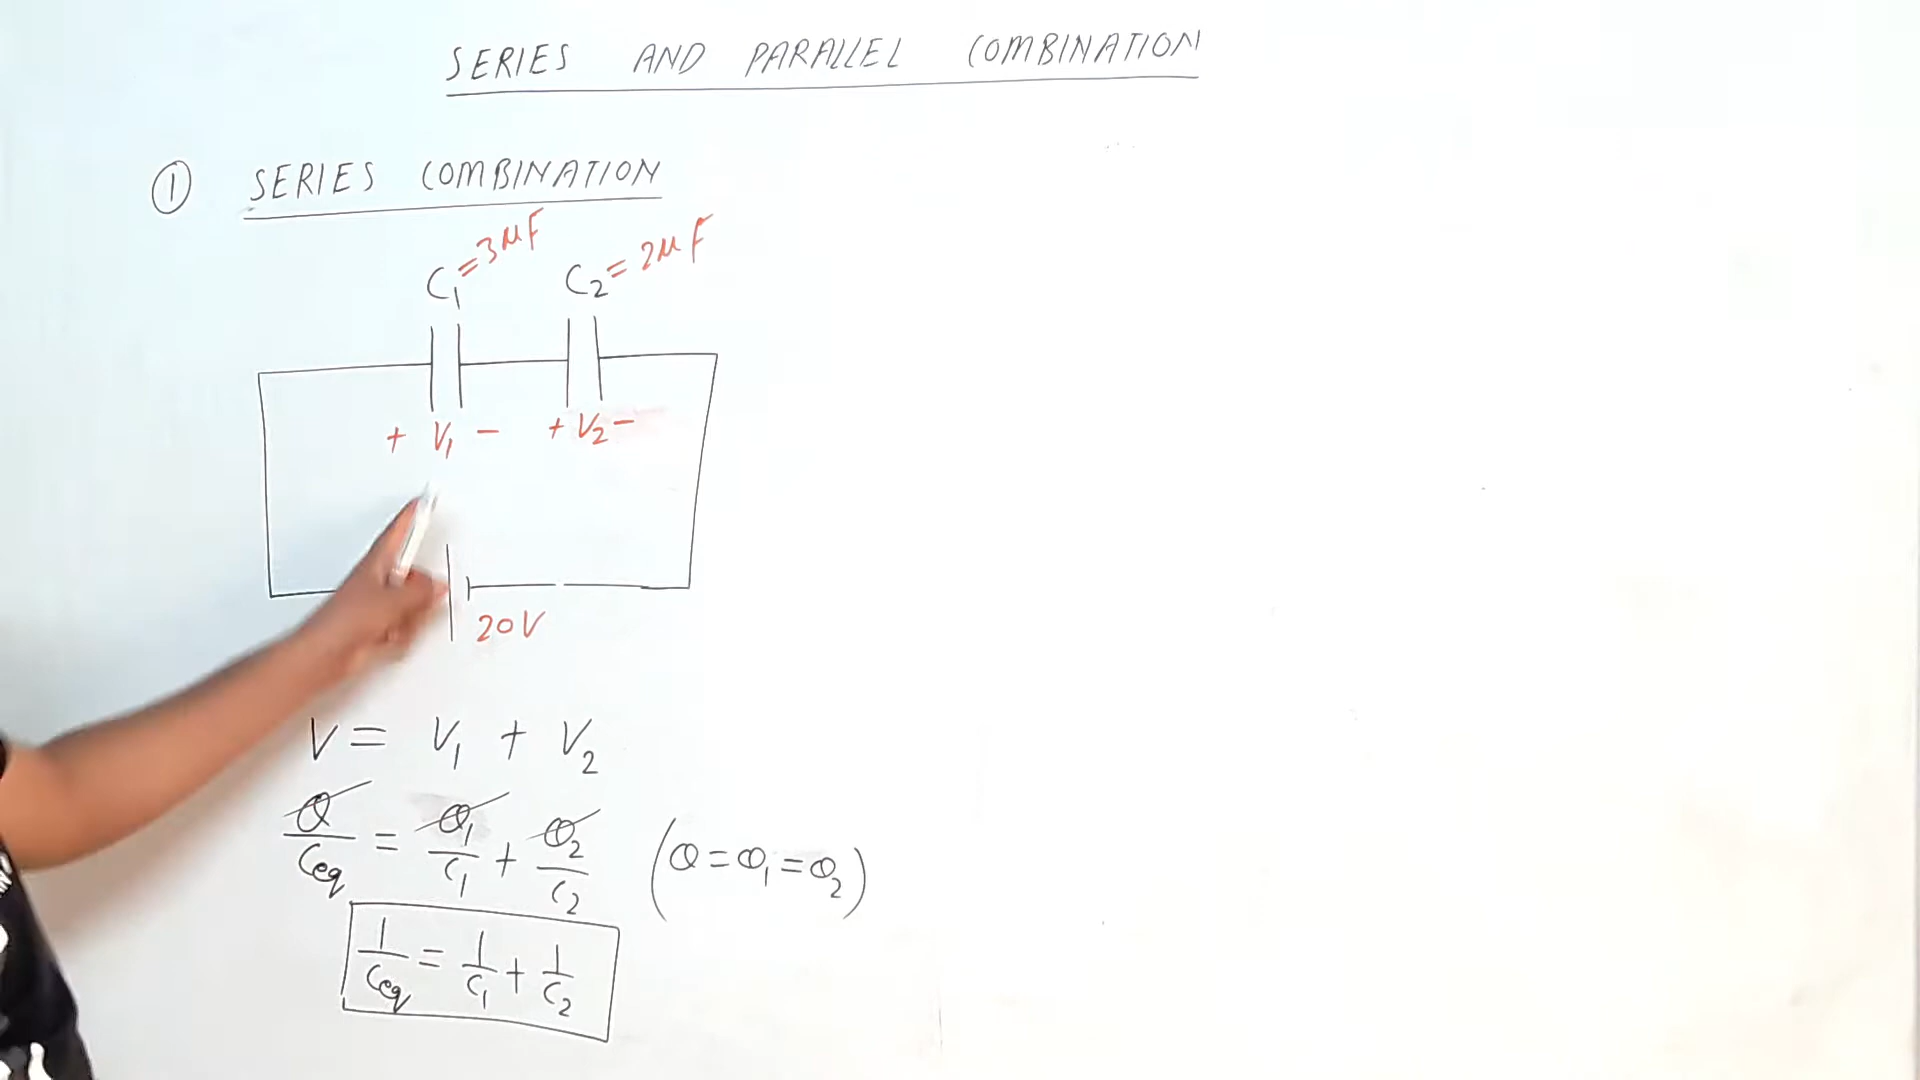 SERIES AND PARALLEL COMBINATION
① SERIES COMBINATION
C₁ = 3μF C₂ = 2μF
+ V₁ − + V₂ −
20V
V = V₁ + V₂
Q/Ceq = Q₁/C₁ + Q₂/C₂ (Q = Q₁ = Q₂)
1/Ceq = 1/C₁ + 1/C₂